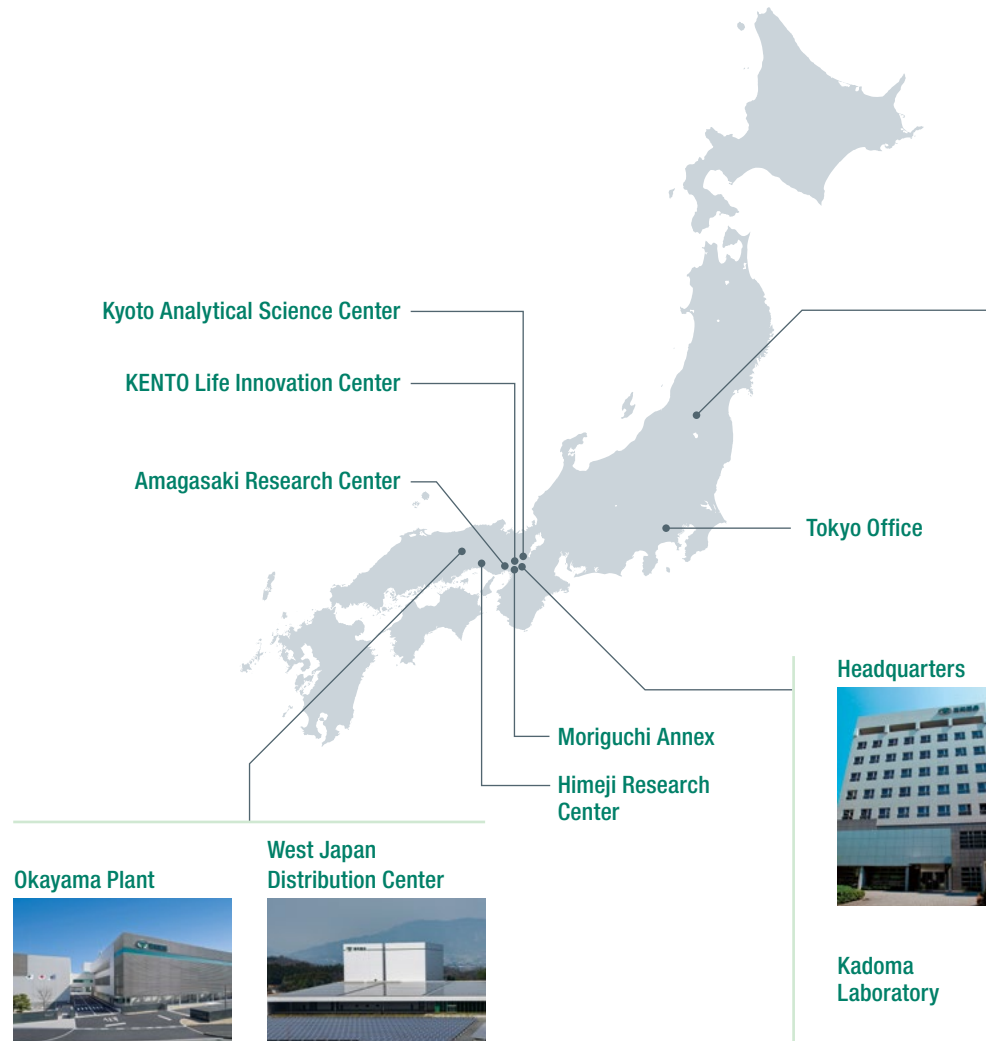 Kyoto Analytical Science Center
KENTO Life Innovation Center
Amagasaki Research Center
Tokyo Office
Headquarters
Moriguchi Annex
Himeji Research
Center
West Japan
Distribution Center
Okayama Plant
Kadoma
Laboratory